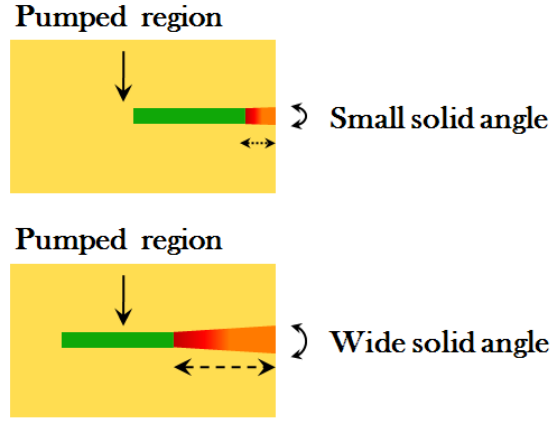 Pumped region
Small solid angle
Pumped region
Wide solid angle